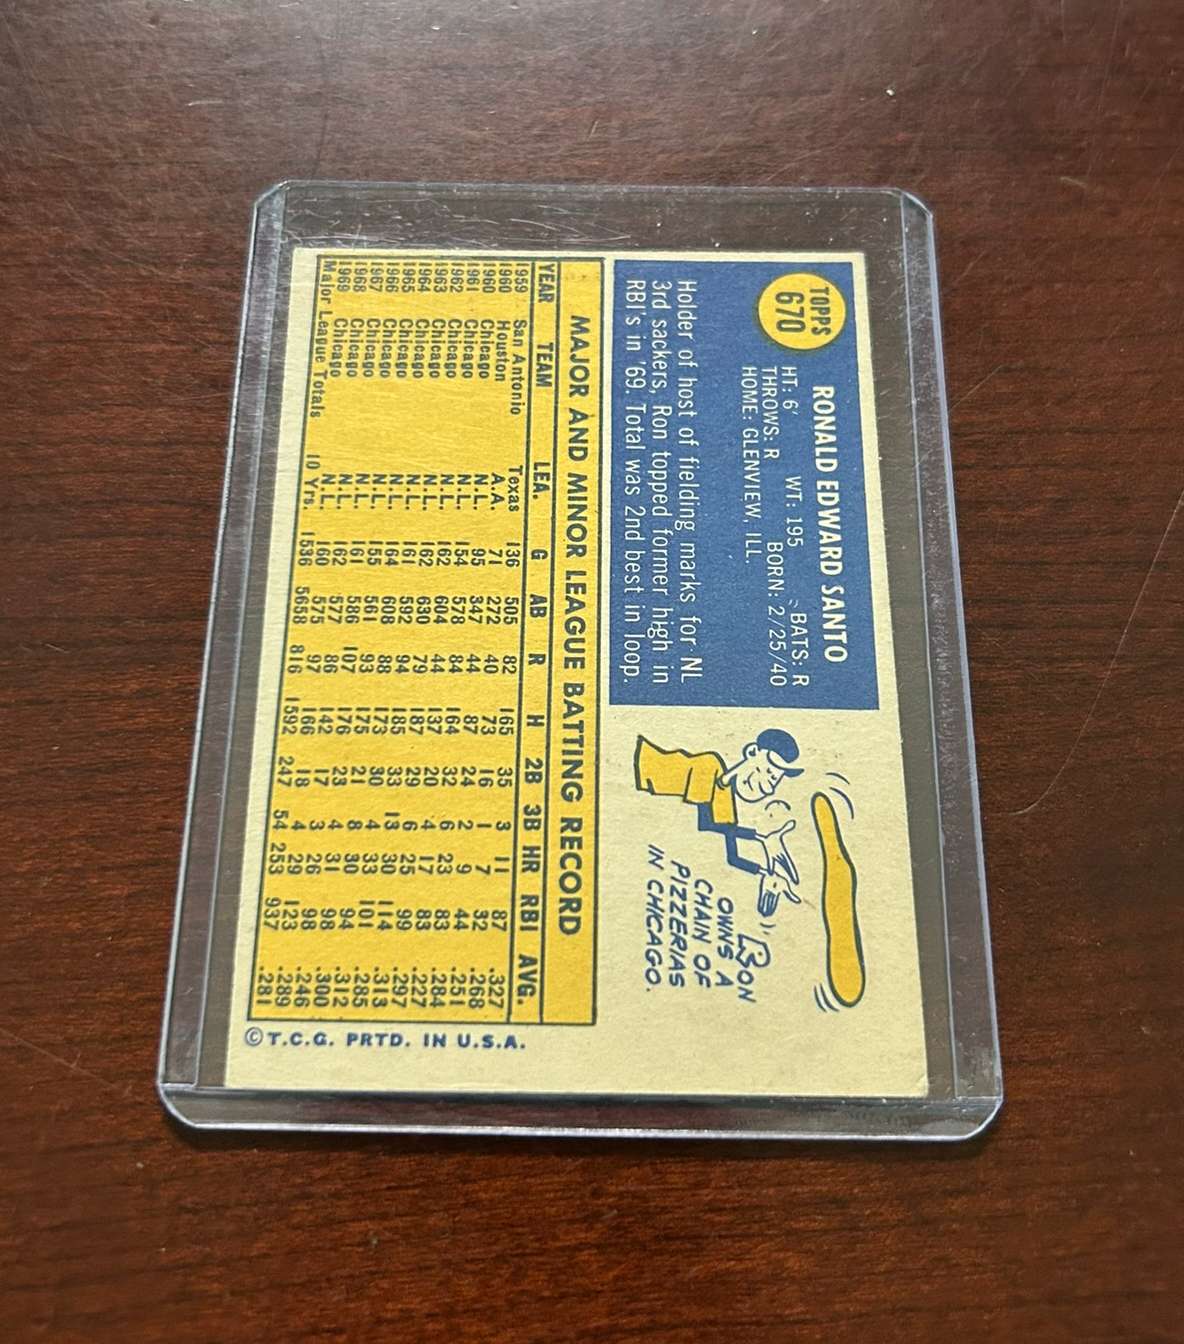 TOPPS
670
RONALD EDWARD SANTO
HT: 6' WT: 195 BATS: R
THROWS: R BORN: 2/25/40
HOME: GLENVIEW, ILL.
Holder of host of fielding marks for NL
3rd sackers, Ron topped former high in
RBI's in '69. Total was 2nd best in loop.
RON
OWNS A
CHAIN OF
PIZZERIAS
IN CHICAGO.
MAJOR AND MINOR LEAGUE BATTING RECORD
YEAR TEAM LEA. G AB R H 2B 3B HR RBI AVG.
1959 San Antonio Texas 136 505 82 165 35 3 11 87 .327
1960 Houston A.A. 71 272 40 73 16 1 7 32 .268
1960 Chicago N.L. 95 347 44 87 24 2 9 44 .251
1961 Chicago N.L. 154 578 84 164 32 6 23 83 .284
1962 Chicago N.L. 162 604 44 137 20 4 17 83 .227
1963 Chicago N.L. 162 630 79 187 29 6 25 99 .297
1964 Chicago N.L. 161 592 94 185 33 13 30 114 .313
1965 Chicago N.L. 164 608 88 173 30 4 33 101 .285
1966 Chicago N.L. 155 561 93 175 21 8 30 94 .312
1967 Chicago N.L. 161 586 107 176 23 4 31 98 .300
1968 Chicago N.L. 162 577 86 142 17 3 26 98 .246
1969 Chicago N.L. 160 575 97 166 18 4 29 123 .289
Major League Totals 10 Yrs. 1536 5658 816 1592 247 54 253 937 .281
©T.C.G. PRTD. IN U.S.A.